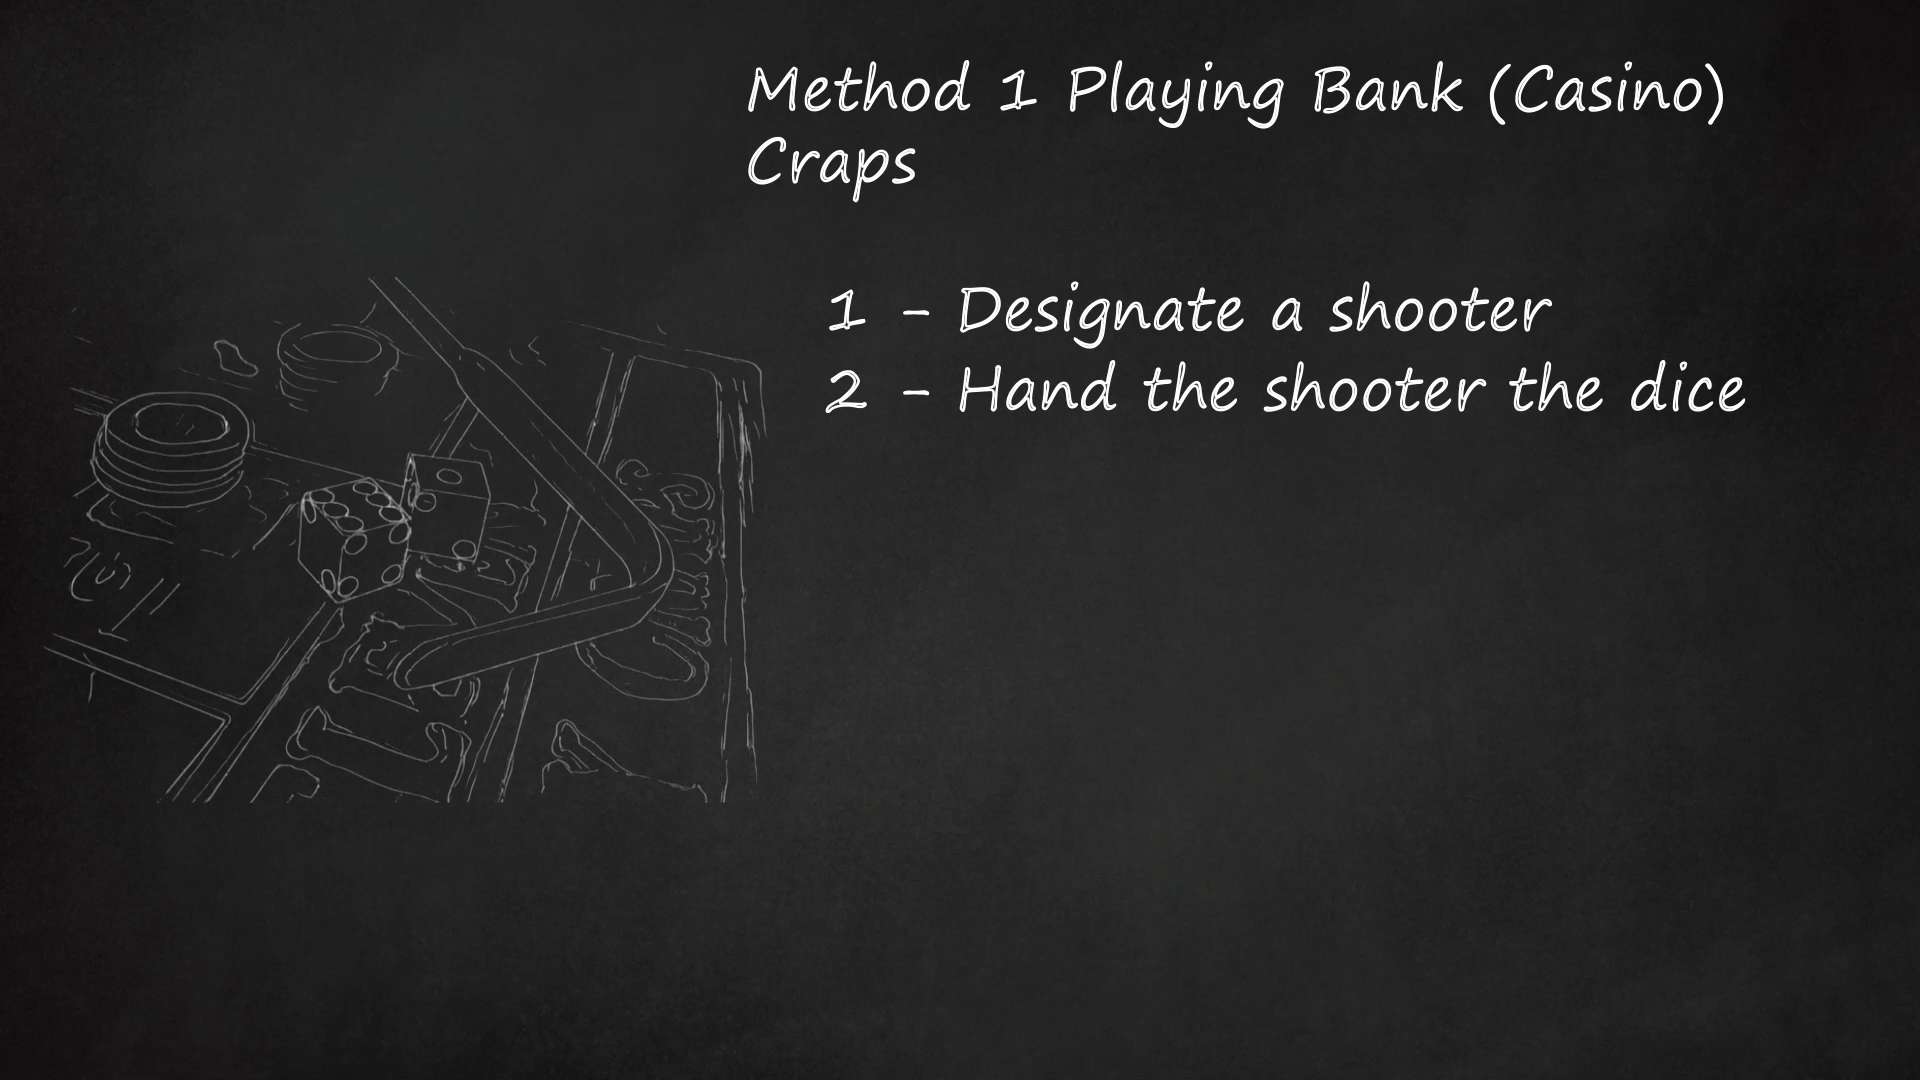 Method 1 Playing Bank (Casino)
Craps
1 - Designate a shooter
2 - Hand the shooter the dice